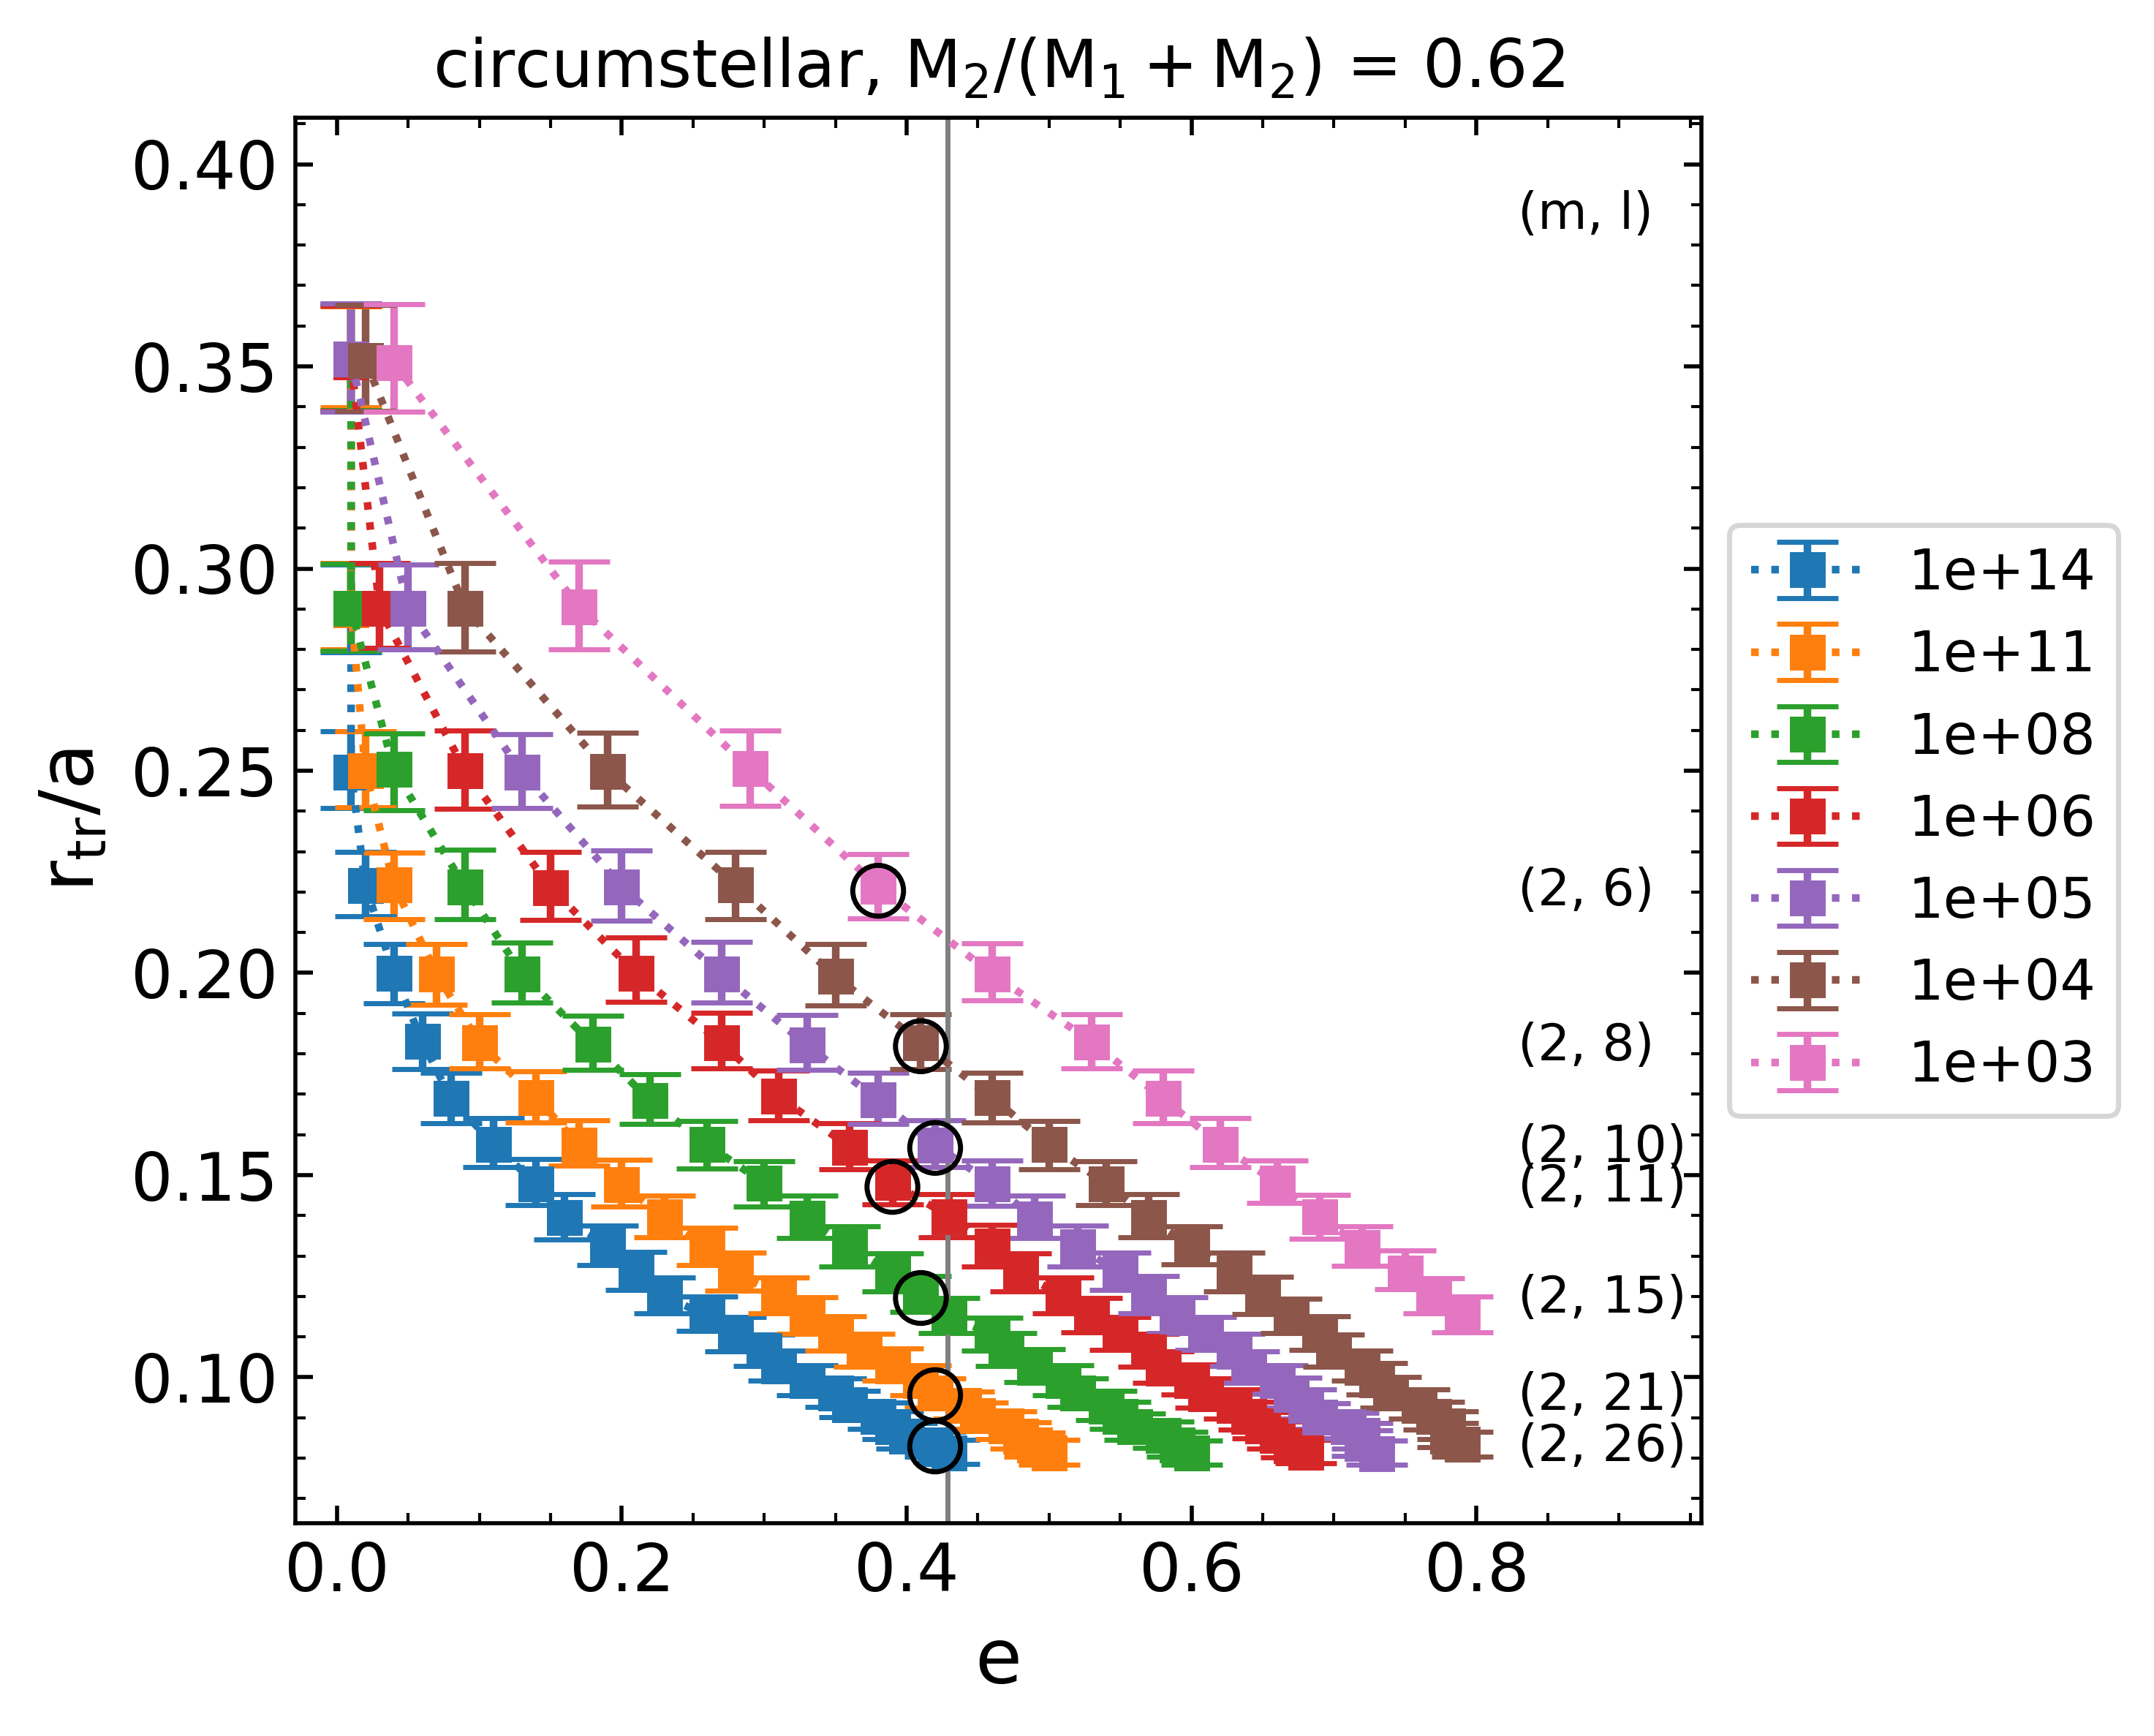 circumstellar, M₂/(M₁ + M₂) = 0.62
(m, l)
(2, 6)
(2, 8)
(2, 10)
(2, 11)
(2, 15)
(2, 21)
(2, 26)
0.40
0.35
0.30
0.25
0.20
0.15
0.10
rₜᵣ/a
0.0 0.2 0.4 0.6 0.8
e
1e+14
1e+11
1e+08
1e+06
1e+05
1e+04
1e+03